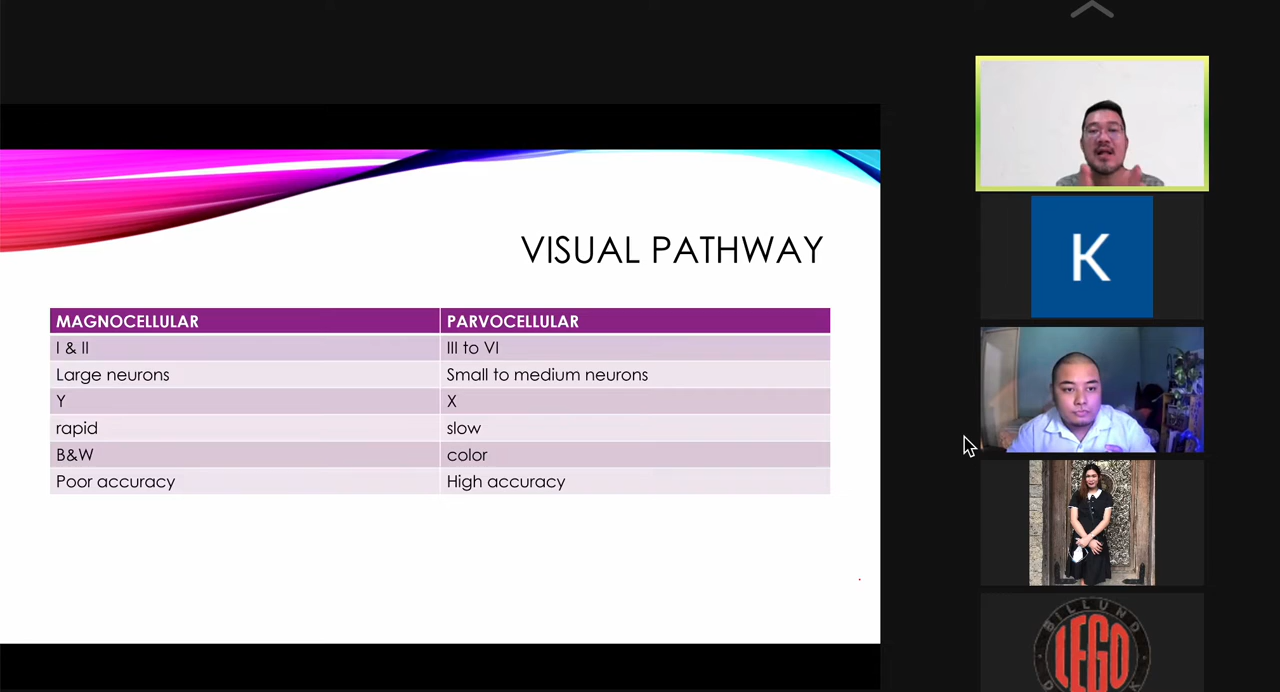 VISUAL PATHWAY
MAGNOCELLULAR PARVOCELLULAR
I & II III to VI
Large neurons Small to medium neurons
Y X
rapid slow
B&W color
Poor accuracy High accuracy
K
BILLUND
LEGO